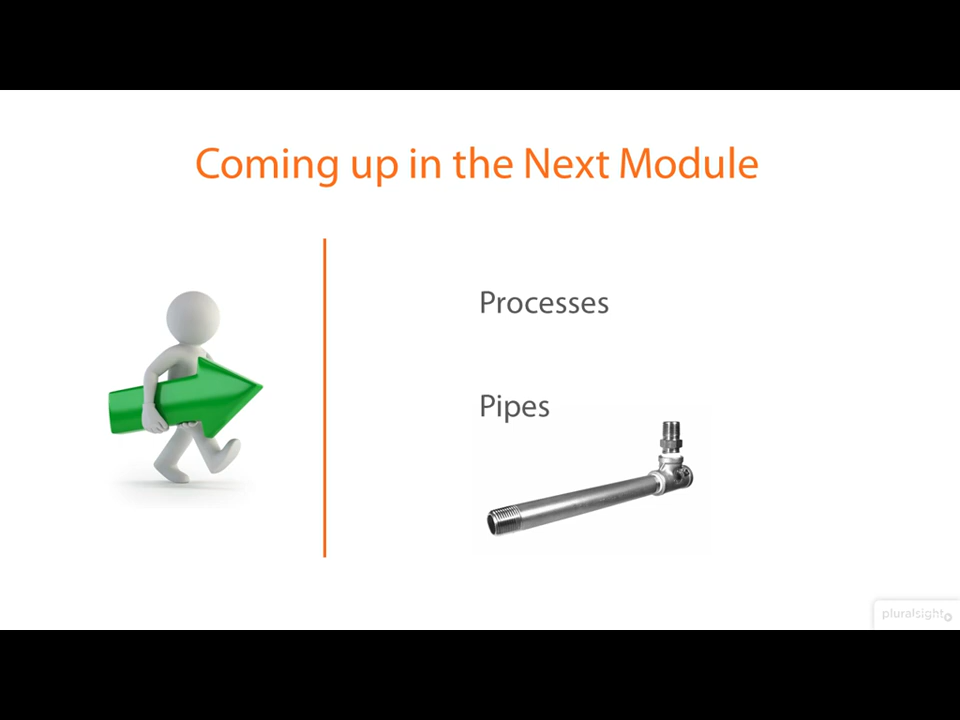 Coming up in the Next Module
Processes
Pipes
pluralsight